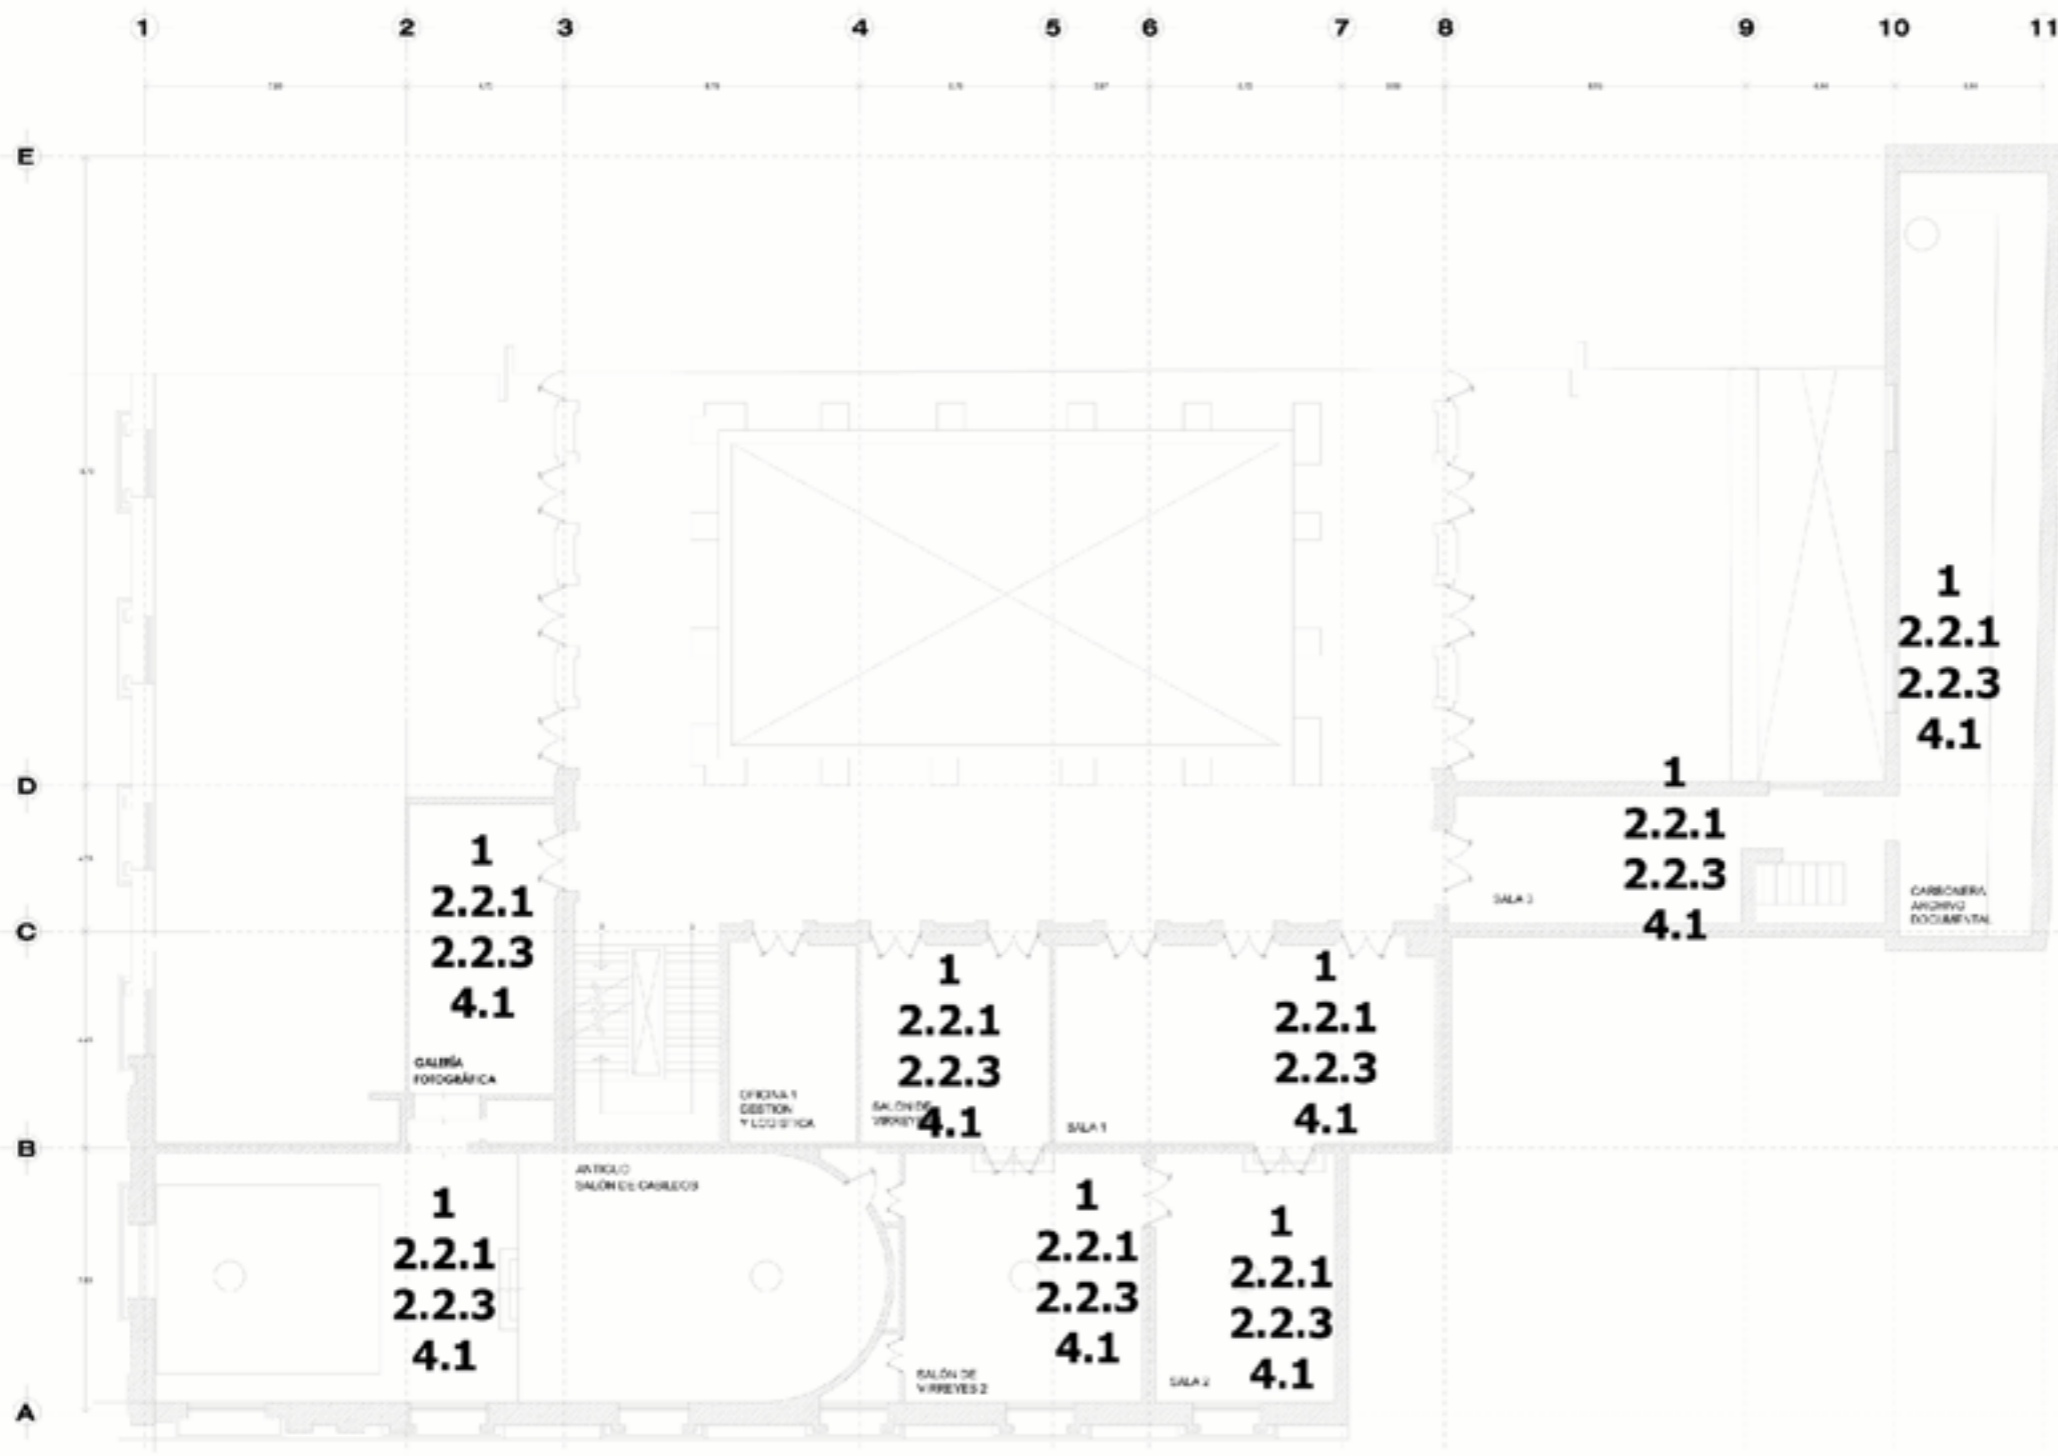 1 2 3 4 5 6 7 8 9 10 11
E
D
C
B
A
1
2.2.1
2.2.3
4.1
CARBONERA
ARCHIVO
DOCUMENTAL
1
2.2.1
2.2.3
4.1
SALA 3
1
2.2.1
2.2.3
4.1
GALERÍA
FOTOGRÁFICA
OFICINA 1
GESTION
Y LOGISTICA
1
2.2.1
2.2.3
4.1
SALÓN DE
1
2.2.1
2.2.3
4.1
SALA 1
ANTIGUO
SALÓN DE CABILDOS
1
2.2.1
2.2.3
4.1
1
2.2.1
2.2.3
4.1
SALÓN DE
VIRREYES 2
1
2.2.1
2.2.3
4.1
SALA 2